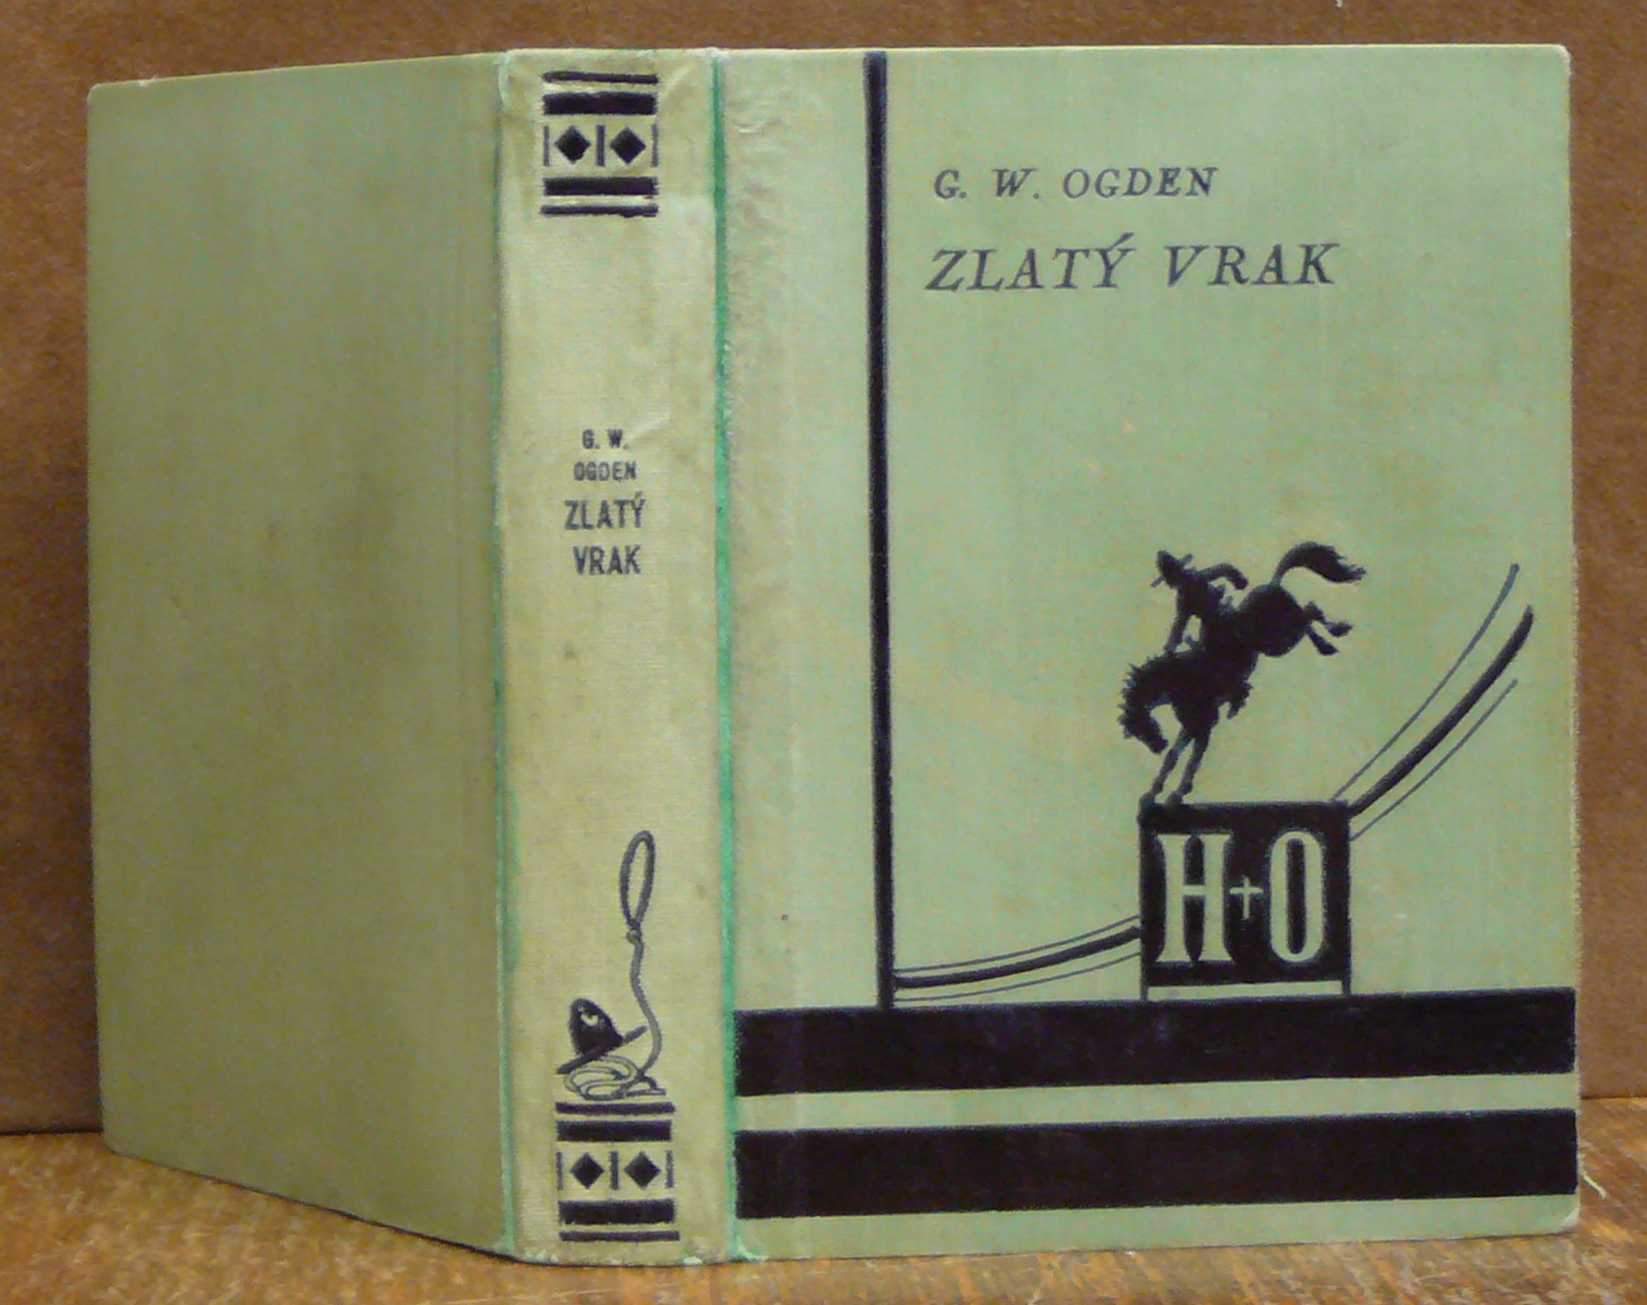 G. W.
OGDEN
ZLATÝ
VRAK
G. W. OGDEN
ZLATÝ VRAK
H+O